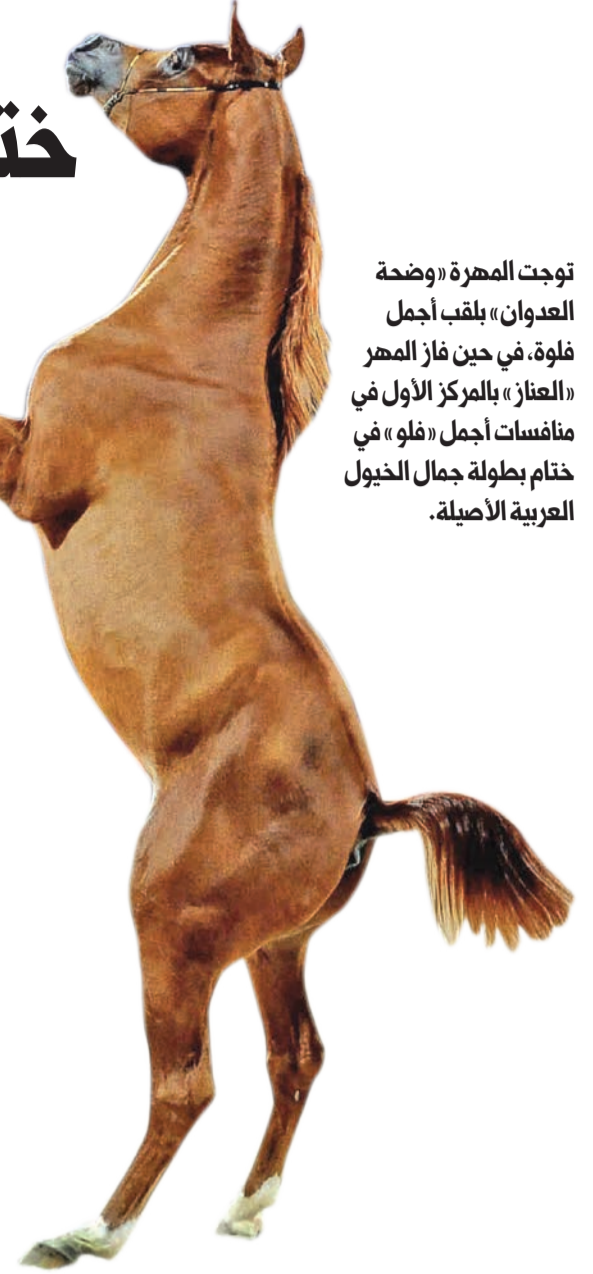 توجت المهرة «وضحة
العدوان» بلقب أجمل
فلوة، في حين فاز المهر
«العناز» بالمركز الأول في
منافسات أجمل «فلو» في
ختام بطولة جمال الخيول
العربية الأصيلة.